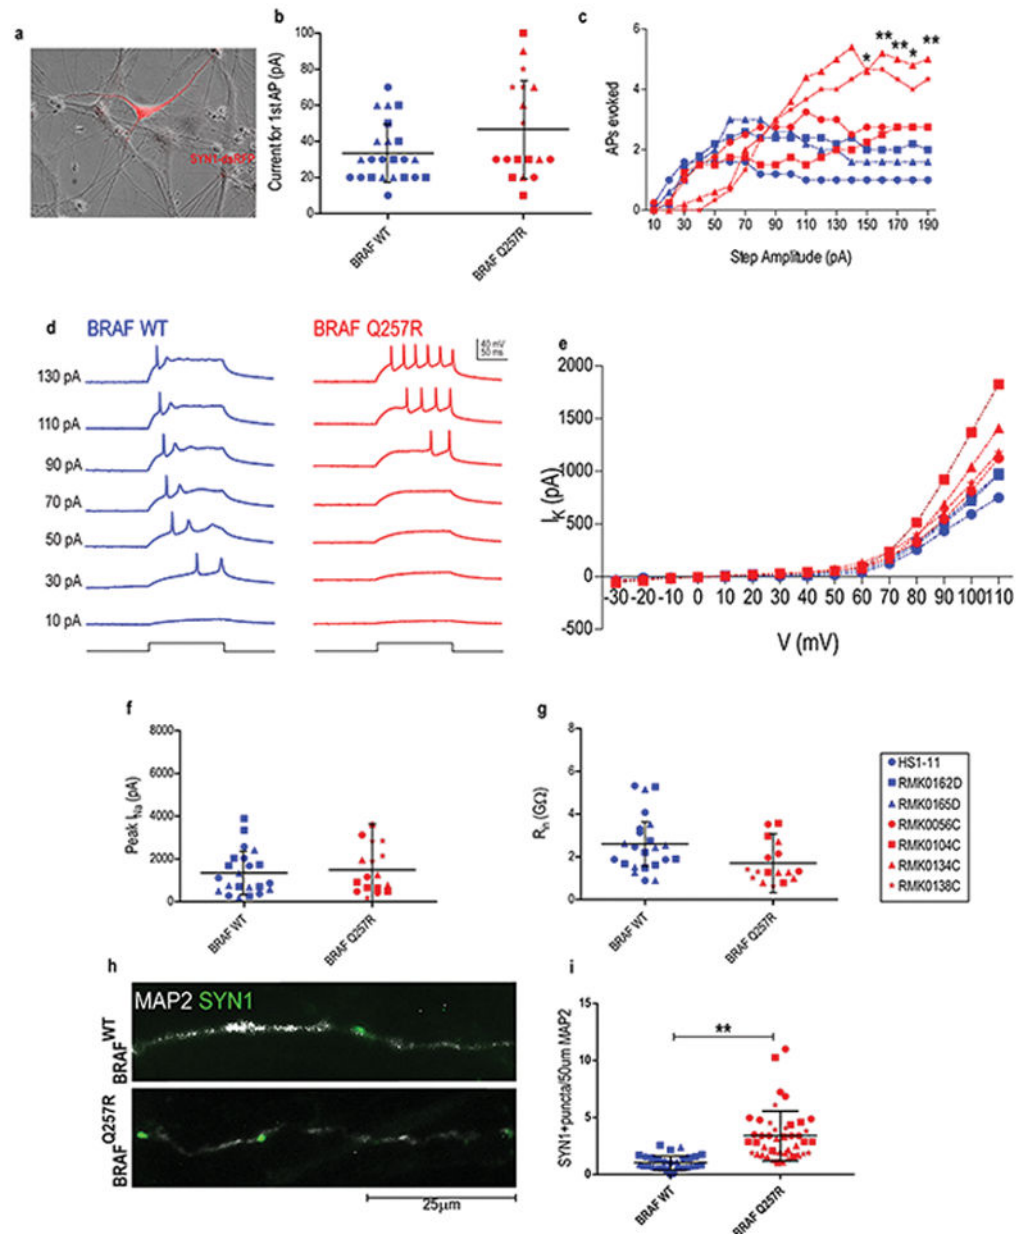 a
SYN1-dsRFP
b
Current for 1st AP (pA)
100
80
60
40
20
0
BRAF WT
BRAF Q257R
c
APs evoked
6
4
2
0
* ** ** * **
10 30 50 70 90 110 130 150 170 190
Step Amplitude (pA)
d
BRAF WT
BRAF Q257R
40 mV
50 ms
130 pA
110 pA
90 pA
70 pA
50 pA
30 pA
10 pA
e
IK (pA)
2000
1500
1000
500
0
-500
-30 -20 -10 0 10 20 30 40 50 60 70 80 90 100 110
V (mV)
f
Peak INa (pA)
8000
6000
4000
2000
0
BRAF WT
BRAF Q257R
g
Rin (GΩ)
8
6
4
2
0
BRAF WT
BRAF Q257R
HS1-11
RMK0162D
RMK0165D
RMK0056C
RMK0104C
RMK0134C
RMK0138C
h
MAP2 SYN1
BRAFWT
BRAFQ257R
25μm
i
SYN1+puncta/50um MAP2
15
10
5
0
**
BRAF WT
BRAF Q257R